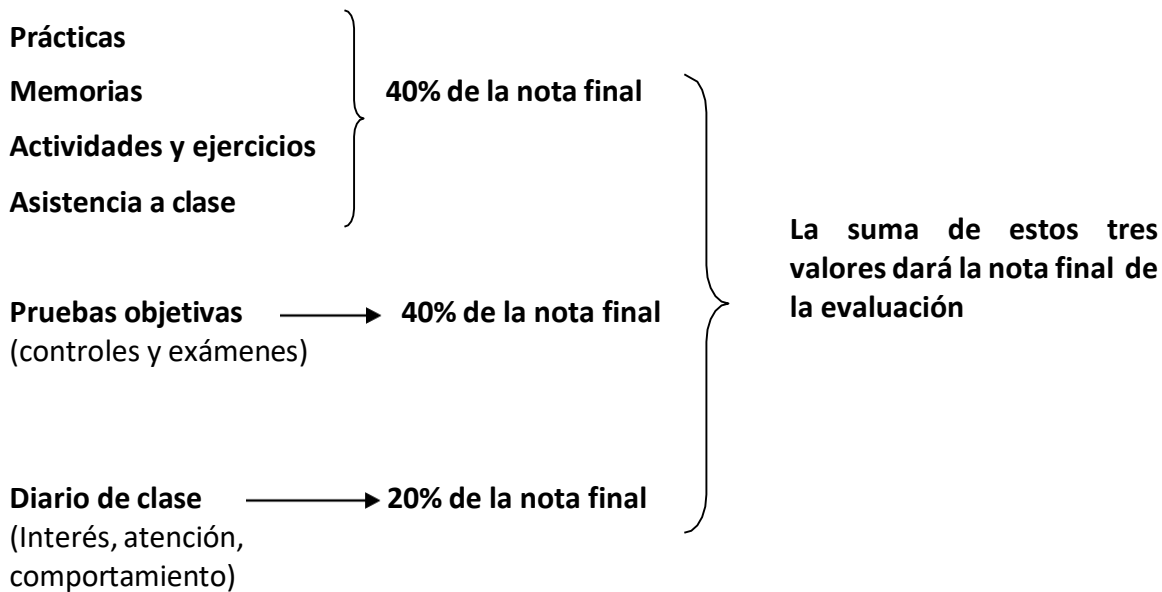 Prácticas
Memorias
40% de la nota final
Actividades y ejercicios
Asistencia a clase
La suma de estos tres
valores dará la nota final de
la evaluación
Pruebas objetivas
40% de la nota final
(controles y exámenes)
Diario de clase
20% de la nota final
(Interés, atención,
comportamiento)